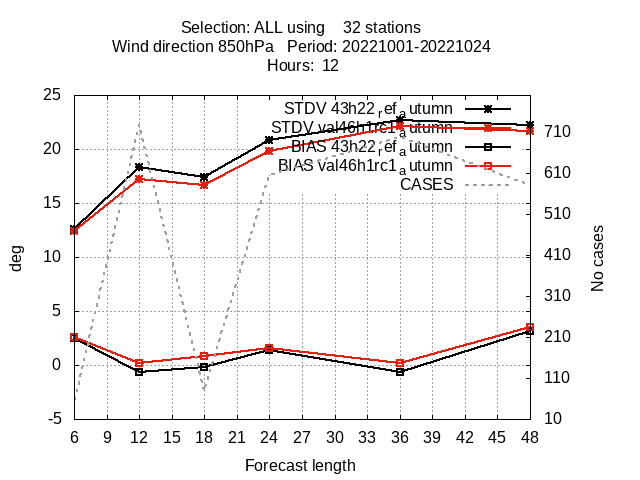 Selection: ALL using 32 stations
Wind direction 850hPa Period: 20221001-20221024
Hours: 12
STDV 43h22_ref_autumn
STDV val46h1rc1_autumn
BIAS 43h22_ref_autumn
BIAS val46h1rc1_autumn
CASES
25
20
15
10
5
0
-5
deg
710
610
510
410
310
210
110
10
No cases
6 9 12 15 18 21 24 27 30 33 36 39 42 45 48
Forecast length